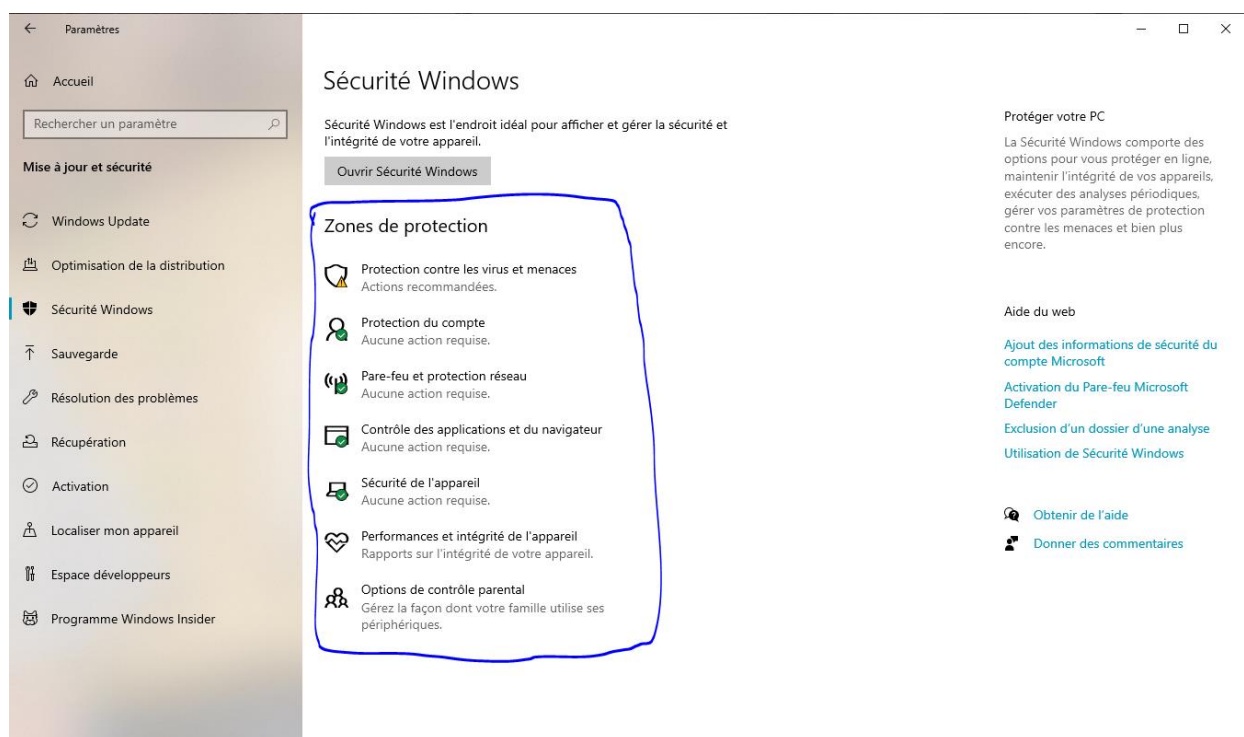 Paramètres
Accueil
Rechercher un paramètre
Mise à jour et sécurité
Windows Update
Optimisation de la distribution
Sécurité Windows
Sauvegarde
Résolution des problèmes
Récupération
Activation
Localiser mon appareil
Espace développeurs
Programme Windows Insider
Sécurité Windows
Sécurité Windows est l'endroit idéal pour afficher et gérer la sécurité et
l'intégrité de votre appareil.
Ouvrir Sécurité Windows
Zones de protection
Protection contre les virus et menaces
Actions recommandées.
Protection du compte
Aucune action requise.
Pare-feu et protection réseau
Aucune action requise.
Contrôle des applications et du navigateur
Aucune action requise.
Sécurité de l'appareil
Aucune action requise.
Performances et intégrité de l'appareil
Rapports sur l'intégrité de votre appareil.
Options de contrôle parental
Gérez la façon dont votre famille utilise ses
périphériques.
Protéger votre PC
La Sécurité Windows comporte des
options pour vous protéger en ligne,
maintenir l'intégrité de vos appareils,
exécuter des analyses périodiques,
gérer vos paramètres de protection
contre les menaces et bien plus
encore.
Aide du web
Ajout des informations de sécurité du
compte Microsoft
Activation du Pare-feu Microsoft
Defender
Exclusion d'un dossier d'une analyse
Utilisation de Sécurité Windows
Obtenir de l'aide
Donner des commentaires